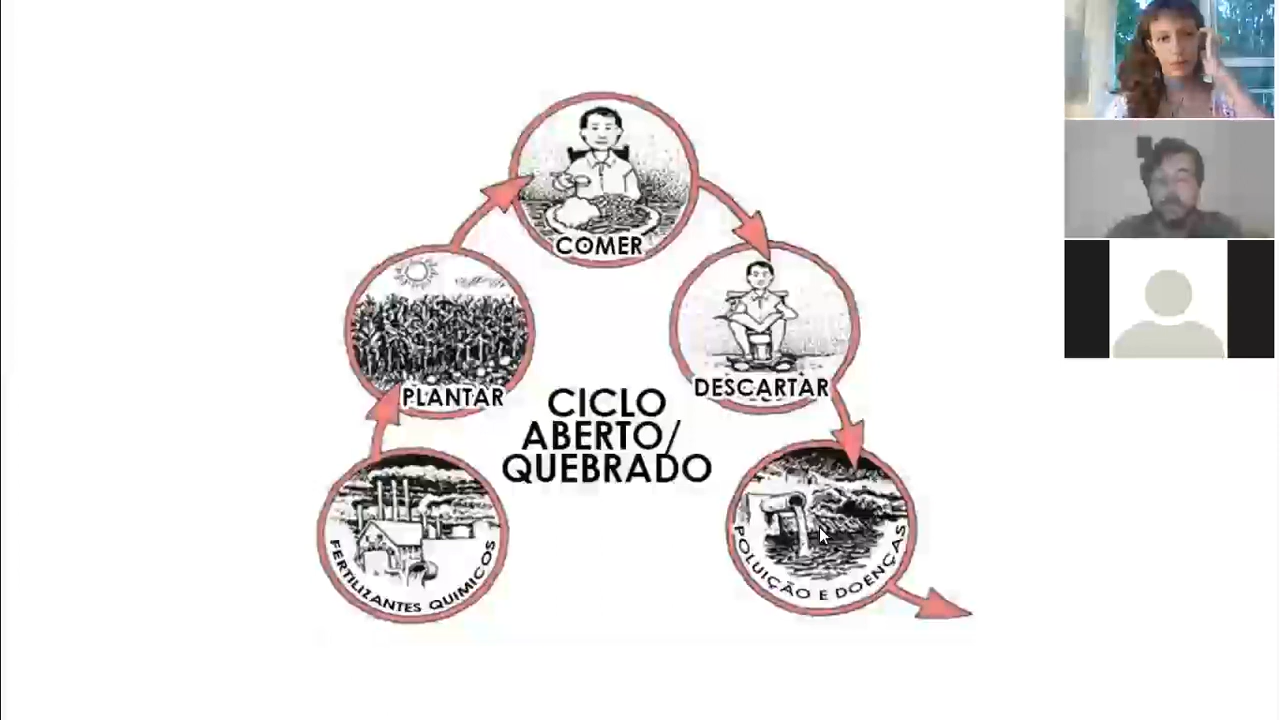 COMER
PLANTAR
DESCARTAR
CICLO
ABERTO/
QUEBRADO
FERTILIZANTES QUIMICOS
POLUIÇÃO E DOENÇAS